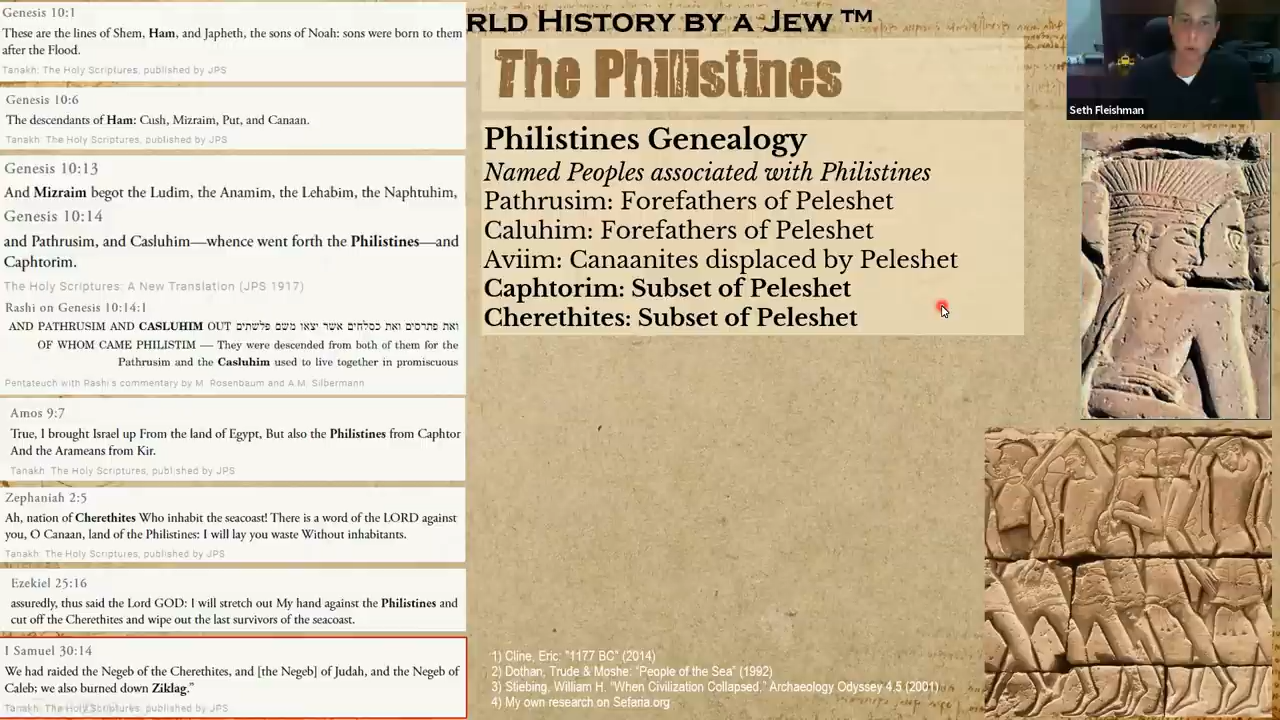 Genesis 10:1
These are the lines of Shem, Ham, and Japheth, the sons of Noah: sons were born to them
after the Flood.
Tanakh: The Holy Scriptures, published by JPS
Genesis 10:6
The descendants of Ham: Cush, Mizraim, Put, and Canaan.
Tanakh: The Holy Scriptures, published by JPS
Genesis 10:13
And Mizraim begot the Ludim, the Anamim, the Lehabim, the Naphtuhim,
Genesis 10:14
and Pathrusim, and Casluhim—whence went forth the Philistines—and
Caphtorim.
The Holy Scriptures: A New Translation (JPS 1917)
Rashi on Genesis 10:14:1
AND PATHRUSIM AND CASLUHIM OUT ואת פתרסים ואת כסלחים אשר יצאו משם פלשתים
OF WHOM CAME PHILISTIM — They were descended from both of them for the
Pathrusim and the Casluhim used to live together in promiscuous
Pentateuch with Rashi's commentary by M. Rosenbaum and A.M. Silbermann
Amos 9:7
True, I brought Israel up From the land of Egypt, But also the Philistines from Caphtor
And the Arameans from Kir.
Tanakh: The Holy Scriptures, published by JPS
Zephaniah 2:5
Ah, nation of Cherethites Who inhabit the seacoast! There is a word of the LORD against
you, O Canaan, land of the Philistines: I will lay you waste Without inhabitants.
Tanakh: The Holy Scriptures, published by JPS
Ezekiel 25:16
assuredly, thus said the Lord GOD: I will stretch out My hand against the Philistines and
cut off the Cherethites and wipe out the last survivors of the seacoast.
I Samuel 30:14
We had raided the Negeb of the Cherethites, and [the Negeb] of Judah, and the Negeb of
Caleb; we also burned down Ziklag."
Tanakh: The Holy Scriptures, published by JPS
RLD HISTORY BY A JEW ™
The Philistines
Philistines Genealogy
Named Peoples associated with Philistines
Pathrusim: Forefathers of Peleshet
Caluhim: Forefathers of Peleshet
Aviim: Canaanites displaced by Peleshet
Caphtorim: Subset of Peleshet
Cherethites: Subset of Peleshet
1) Cline, Eric: "1177 BC" (2014)
2) Dothan, Trude & Moshe: "People of the Sea" (1992)
3) Stiebing, William H. "When Civilization Collapsed," Archaeology Odyssey 4.5 (2001)
4) My own research on Sefaria.org
Seth Fleishman